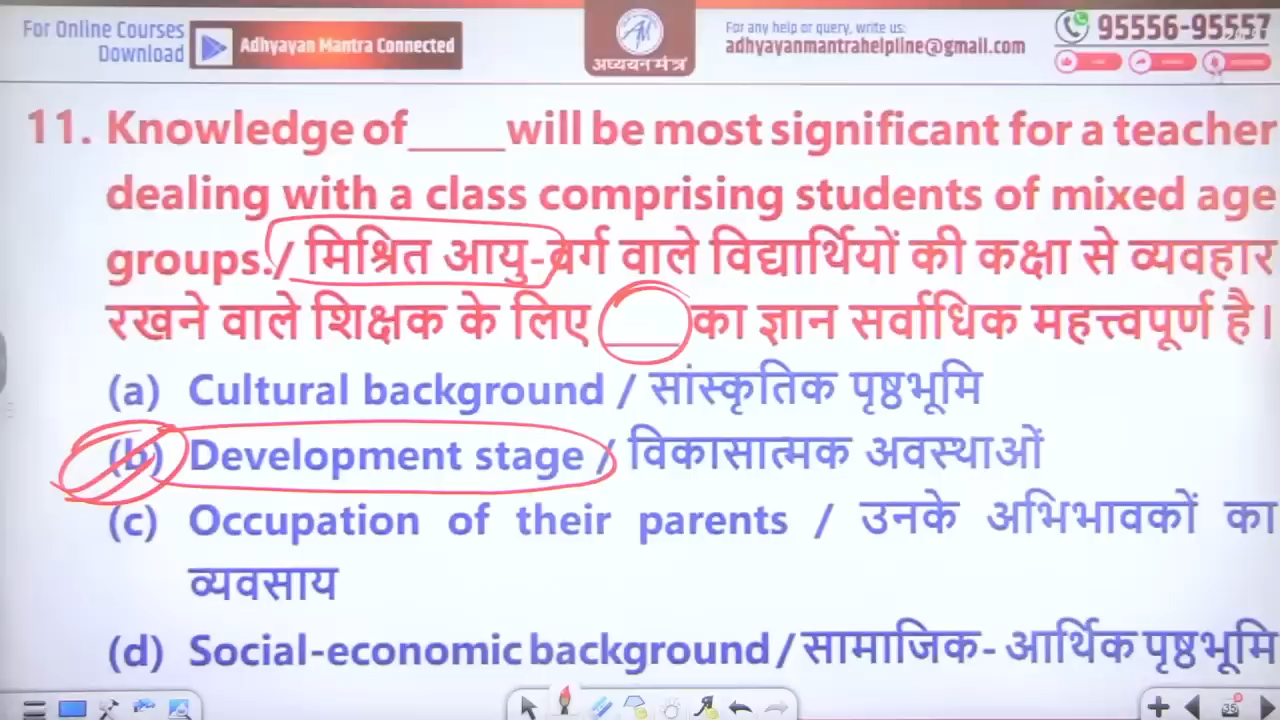 For Online Courses
Download
Adhyayan Mantra Connected
अध्ययन मंत्र
For any help or query, write us:
adhyayanmantrahelpline@gmail.com
95556-95557
11. Knowledge of____will be most significant for a teacher
dealing with a class comprising students of mixed age
groups./ मिश्रित आयु-वर्ग वाले विद्यार्थियों की कक्षा से व्यवहार
रखने वाले शिक्षक के लिए ____ का ज्ञान सर्वाधिक महत्त्वपूर्ण है।
(a) Cultural background / सांस्कृतिक पृष्ठभूमि
(b) Development stage / विकासात्मक अवस्थाओं
(c) Occupation of their parents / उनके अभिभावकों का
व्यवसाय
(d) Social-economic background / सामाजिक- आर्थिक पृष्ठभूमि
35